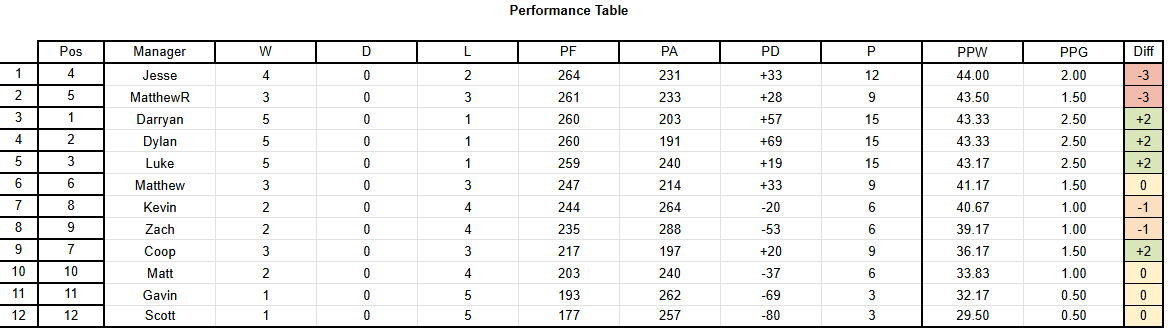 Performance Table
Pos Manager W D L PF PA PD P PPW PPG Diff
1 4 Jesse 4 0 2 264 231 +33 12 44.00 2.00 -3
2 5 MatthewR 3 0 3 261 233 +28 9 43.50 1.50 -3
3 1 Darryan 5 0 1 260 203 +57 15 43.33 2.50 +2
4 2 Dylan 5 0 1 260 191 +69 15 43.33 2.50 +2
5 3 Luke 5 0 1 259 240 +19 15 43.17 2.50 +2
6 6 Matthew 3 0 3 247 214 +33 9 41.17 1.50 0
7 8 Kevin 2 0 4 244 264 -20 6 40.67 1.00 -1
8 9 Zach 2 0 4 235 288 -53 6 39.17 1.00 -1
9 7 Coop 3 0 3 217 197 +20 9 36.17 1.50 +2
10 10 Matt 2 0 4 203 240 -37 6 33.83 1.00 0
11 11 Gavin 1 0 5 193 262 -69 3 32.17 0.50 0
12 12 Scott 1 0 5 177 257 -80 3 29.50 0.50 0